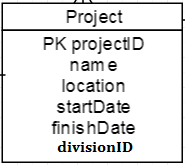 Project
PK projectID
name
location
startDate
finishDate
divisionID